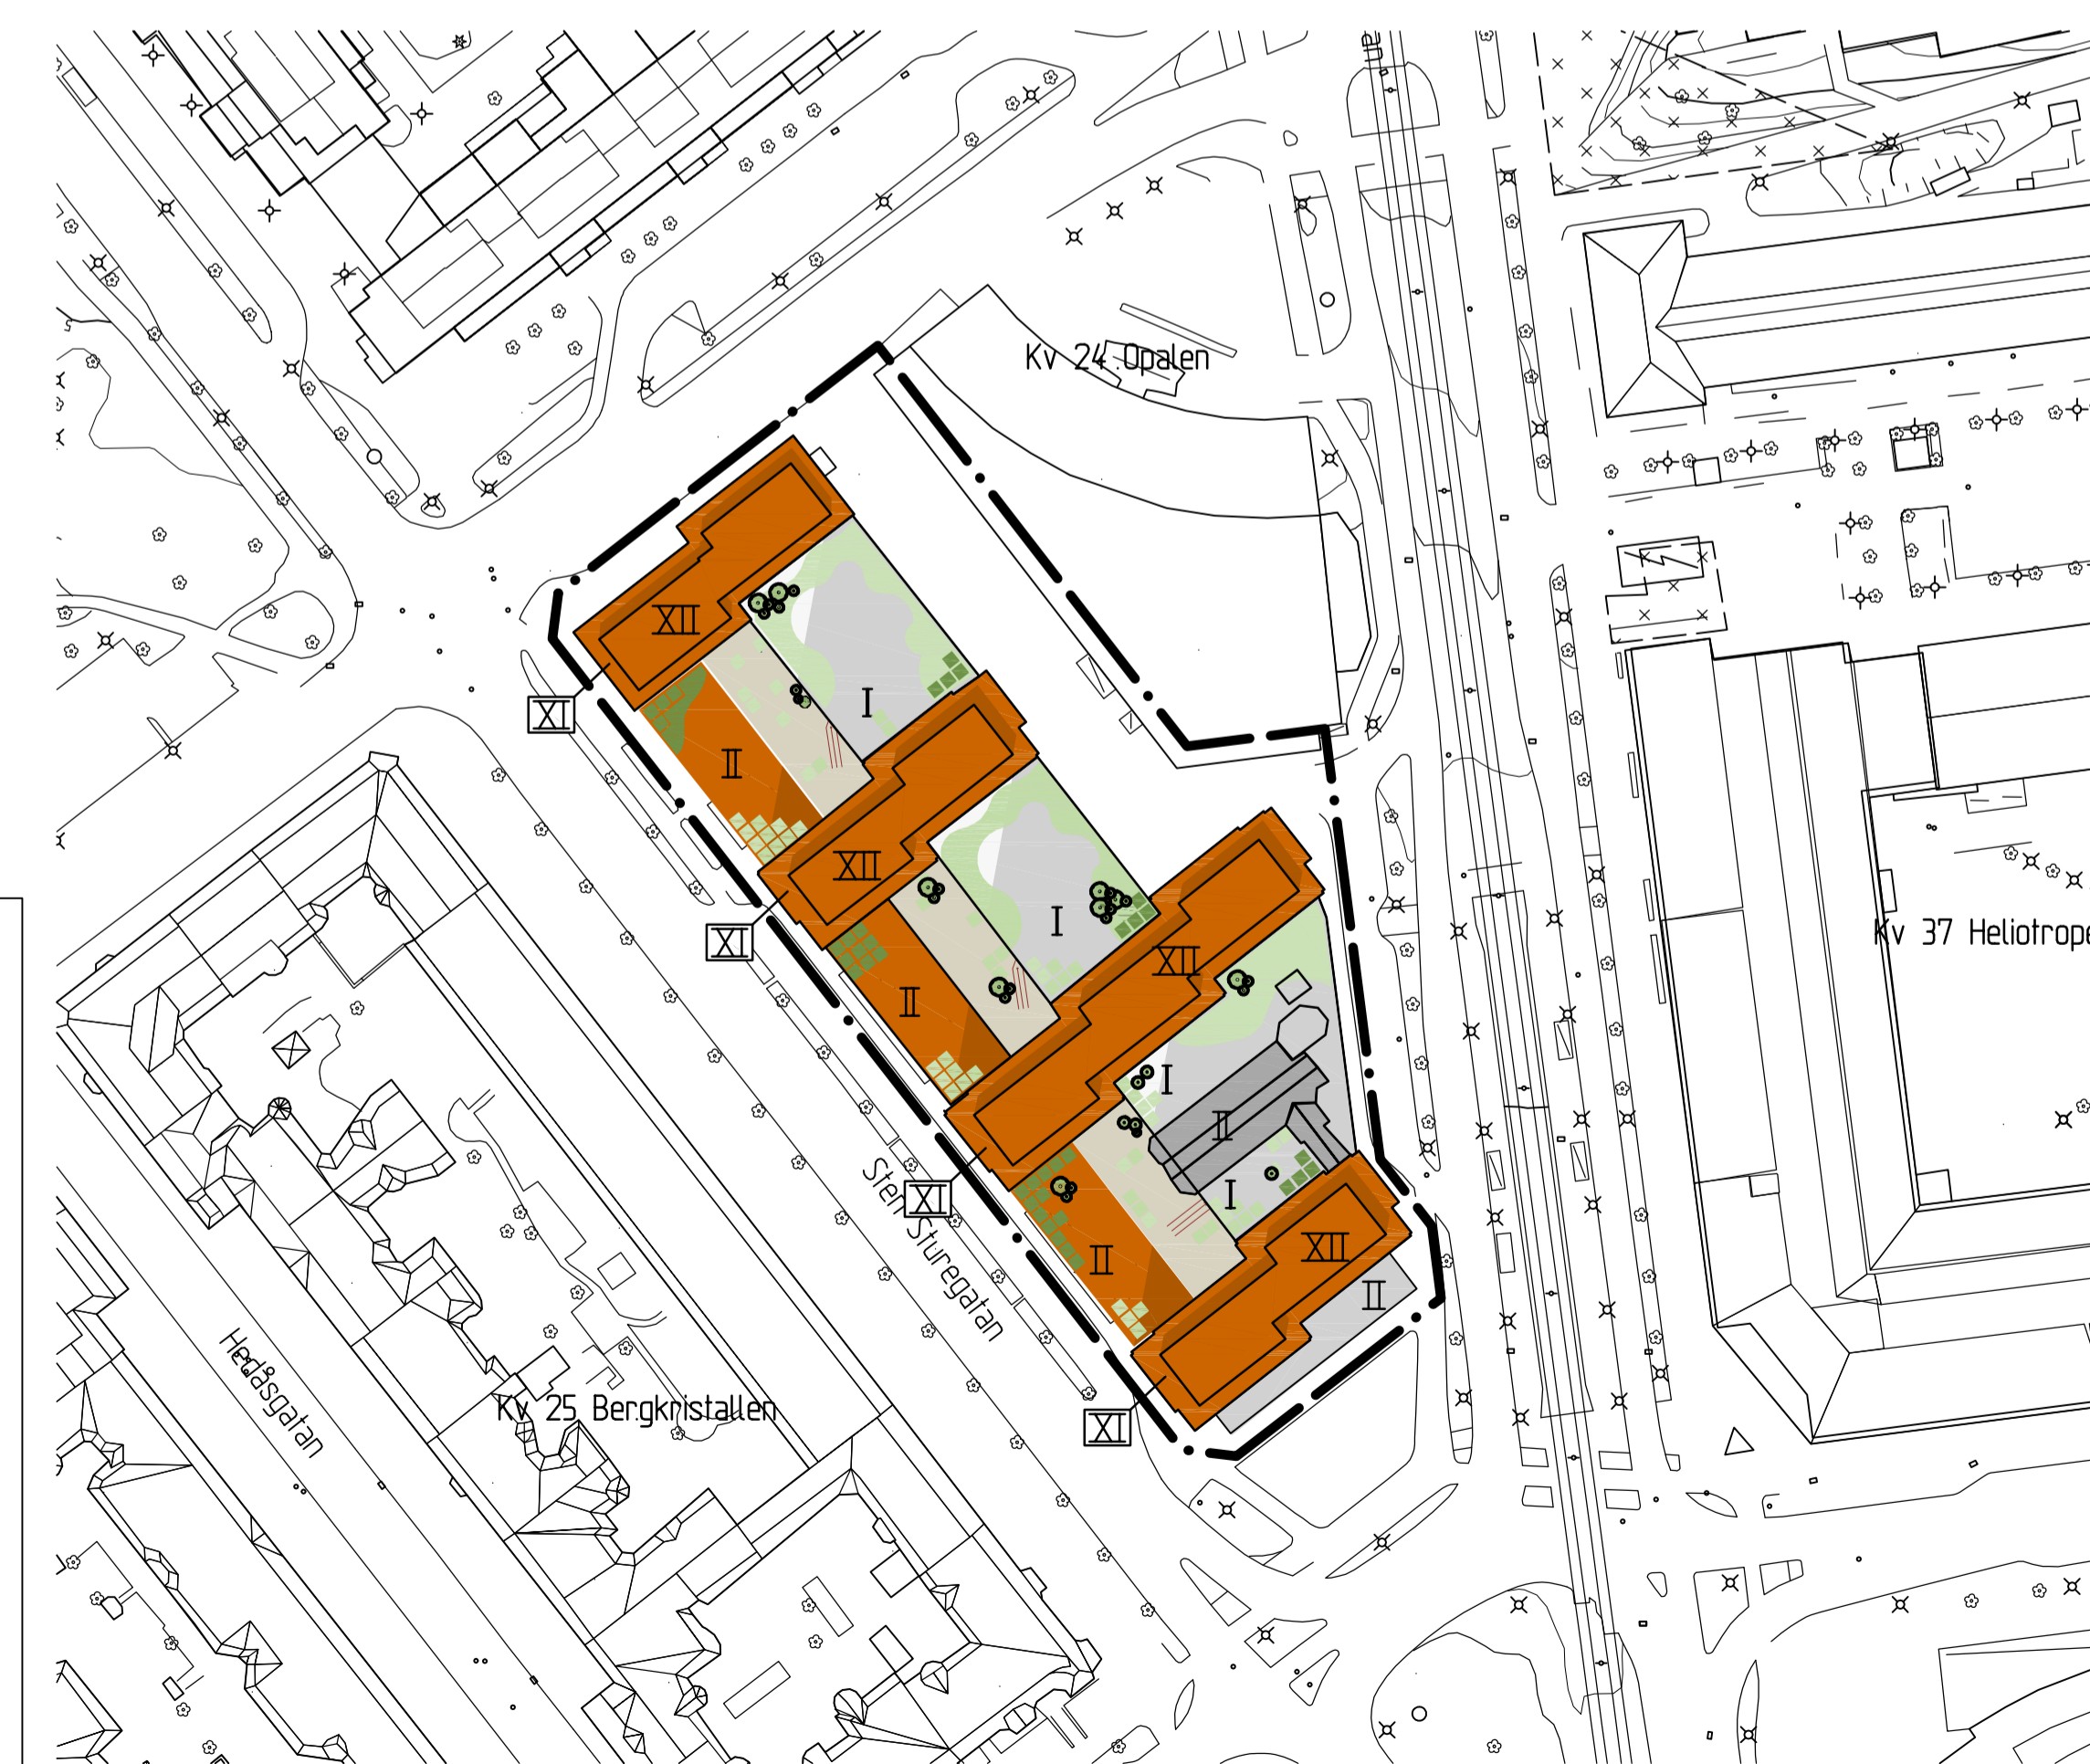 Kv 24 Opalen
XII
XI
I
II
XII
XI
I
Kv 37 Heliotrope
XII
II
I
II
XI
Sten Sturegatan
I
XII
II
II
Hedåsgatan
Kv 25 Bergkristallen
XI